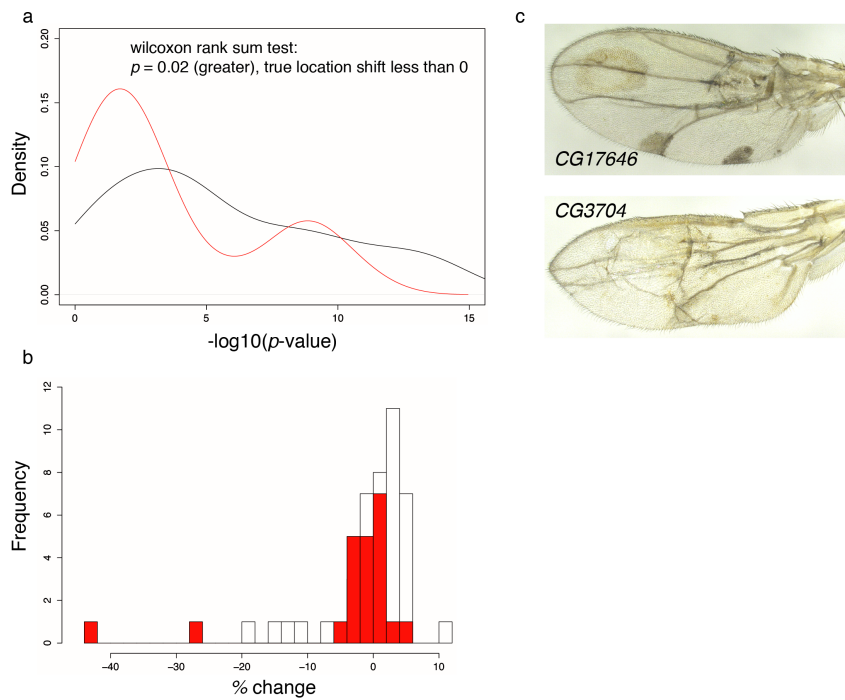 a
wilcoxon rank sum test:
p = 0.02 (greater), true location shift less than 0
Density
0.00
0.05
0.10
0.15
0.20
0
5
10
15
-log10(p-value)
b
Frequency
0
2
4
6
8
10
12
−40
−30
−20
−10
0
10
% change
c
CG17646
CG3704